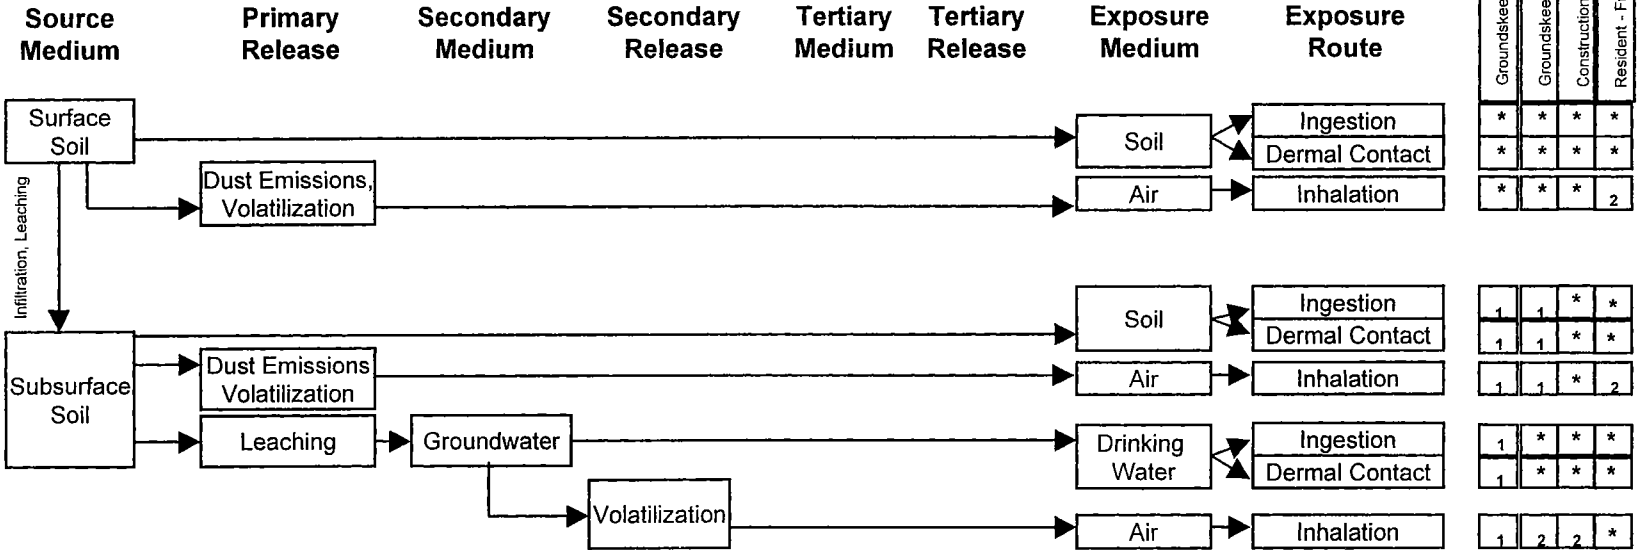 Source Medium
Primary Release
Secondary Medium
Secondary Release
Tertiary Medium
Tertiary Release
Exposure Medium
Exposure Route
Construction
Resident -
Surface
Soil
Soil
Ingestion * * * *
Dermal Contact * * * *
Infiltration, Leaching
Dust Emissions,
Volatilization
Air
Inhalation * * * 2
Subsurface
Soil
Soil
Ingestion 1 1 * *
Dermal Contact 1 1 * *
Dust Emissions
Volatilization
Air
Inhalation 1 1 * 2
Leaching
Groundwater
Drinking
Water
Ingestion 1 * * *
Dermal Contact 1 * * *
Volatilization
Air
Inhalation 1 2 2 *